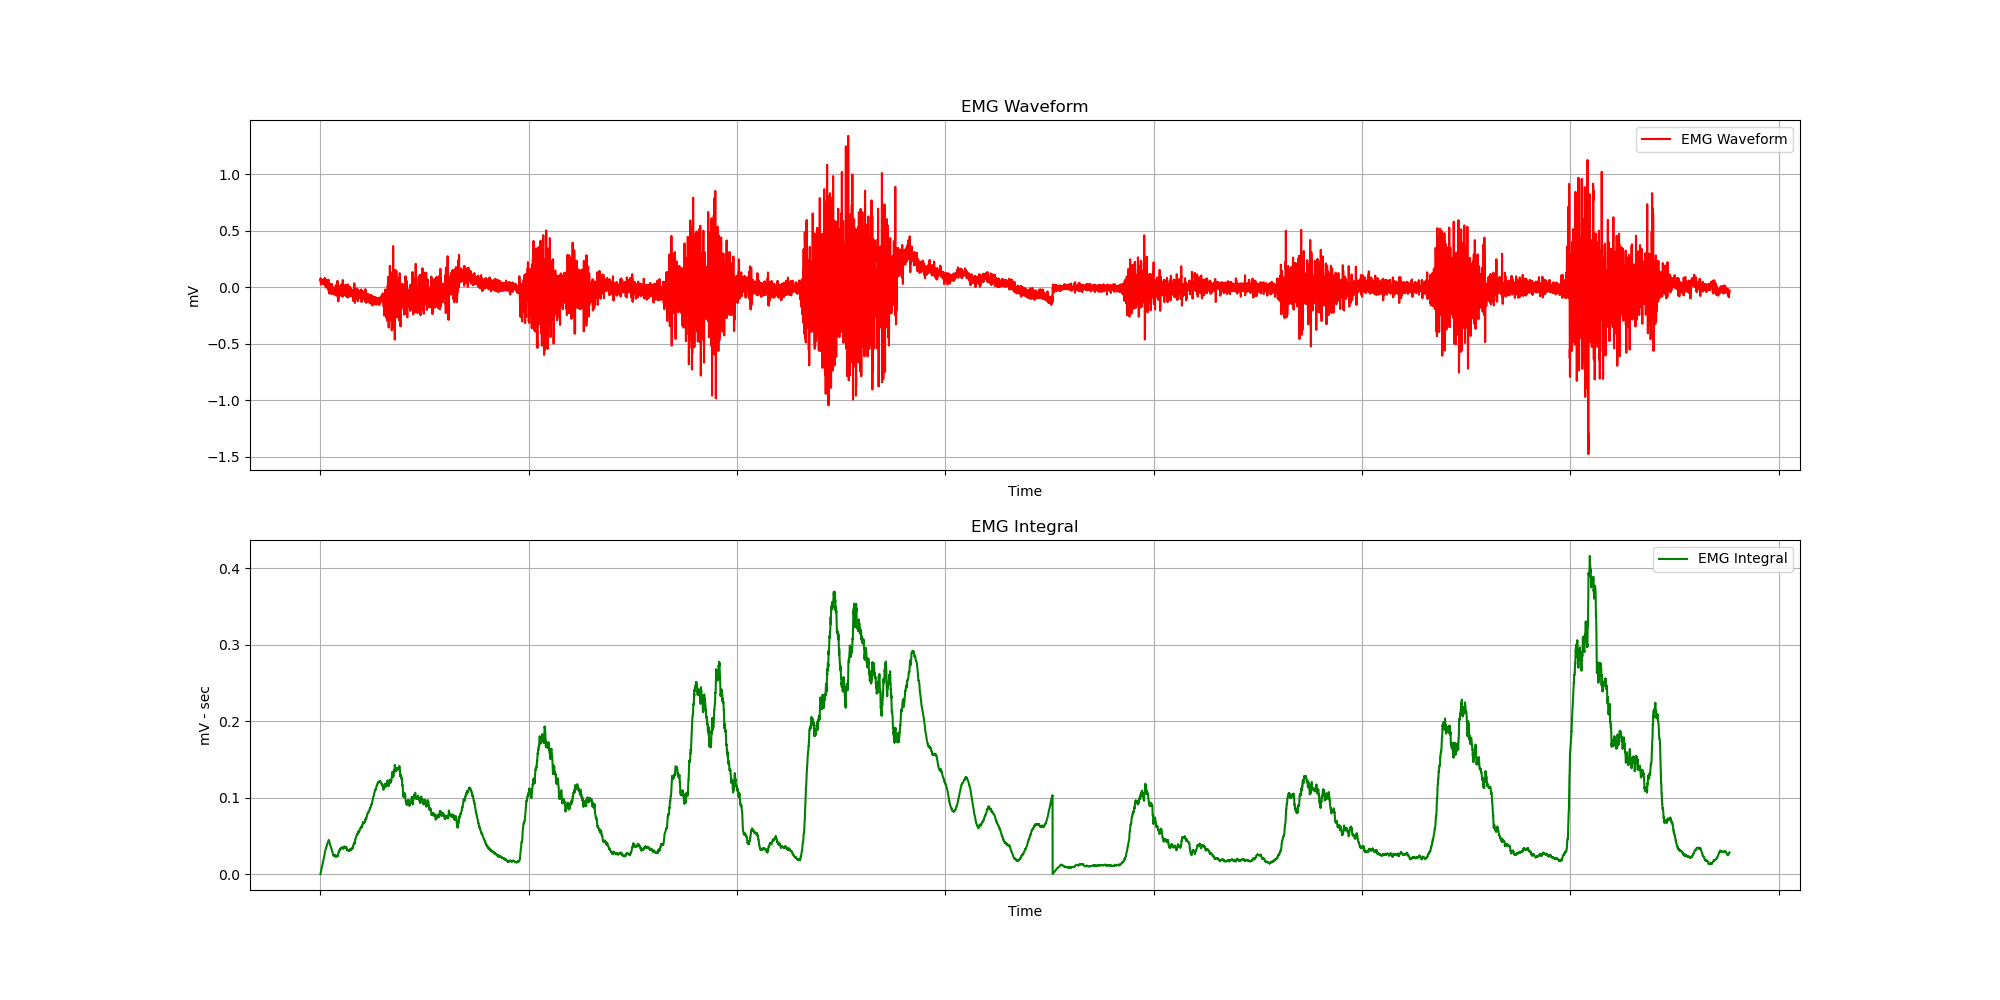 EMG Waveform
EMG Waveform
1.0
0.5
0.0
−0.5
−1.0
−1.5
mV
Time
EMG Integral
EMG Integral
0.4
0.3
0.2
0.1
0.0
mV - sec
Time